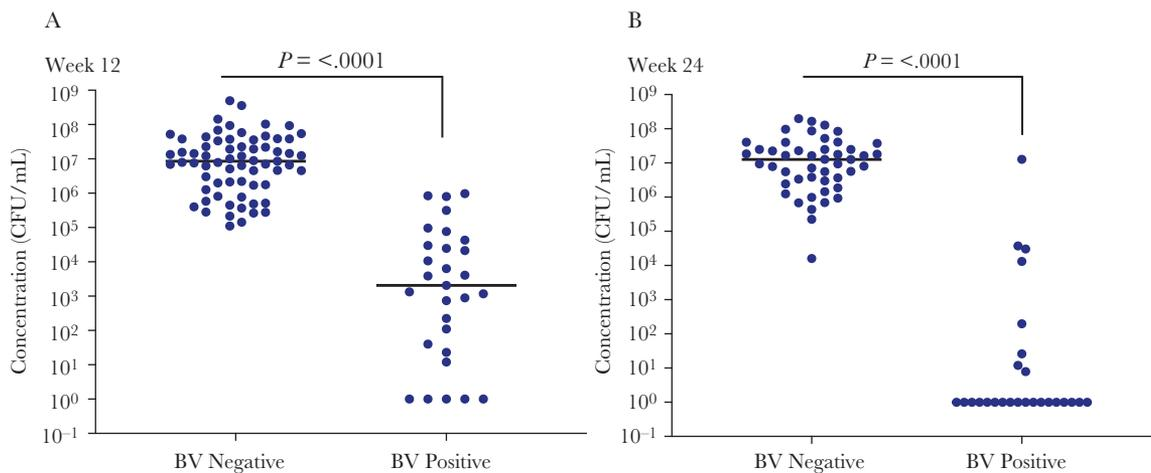 A
Week 12
P = <.0001
Concentration (CFU/mL)
10⁹
10⁸
10⁷
10⁶
10⁵
10⁴
10³
10²
10¹
10⁰
10⁻¹
BV Negative
BV Positive
B
Week 24
P = <.0001
Concentration (CFU/mL)
10⁹
10⁸
10⁷
10⁶
10⁵
10⁴
10³
10²
10¹
10⁰
10⁻¹
BV Negative
BV Positive